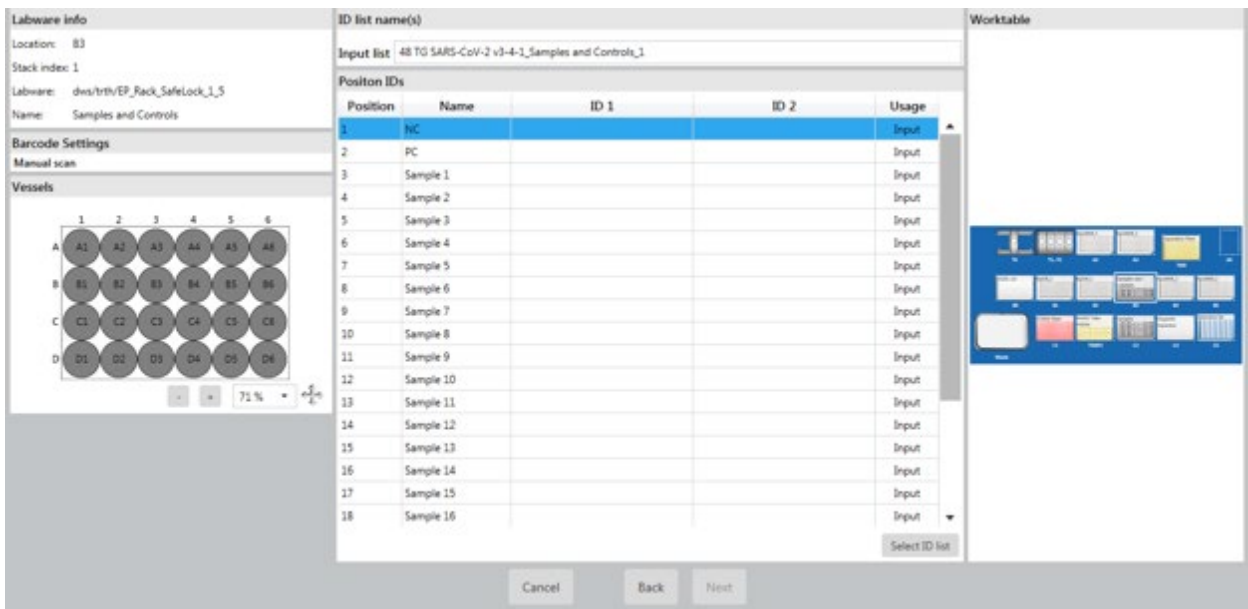 Labware info
Location: B3
Stack index: 1
Labware: dws/trth/EP_Rack_SafeLock_1_5
Name: Samples and Controls
Barcode Settings
Manual scan
Vessels
1 2 3 4 5 6
A A1 A2 A3 A4 A5 A6
B B1 B2 B3 B4 B5 B6
C C1 C2 C3 C4 C5 C6
D D1 D2 D3 D4 D5 D6
- + 71 %
ID list name(s)
Input list 48 TG SARS-CoV-2 v3-4-1_Samples and Controls_1
Positon IDs
Position Name ID 1 ID 2 Usage
1 NC Input
2 PC Input
3 Sample 1 Input
4 Sample 2 Input
5 Sample 3 Input
6 Sample 4 Input
7 Sample 5 Input
8 Sample 6 Input
9 Sample 7 Input
10 Sample 8 Input
11 Sample 9 Input
12 Sample 10 Input
13 Sample 11 Input
14 Sample 12 Input
15 Sample 13 Input
16 Sample 14 Input
17 Sample 15 Input
18 Sample 16 Input
Select ID list
Worktable
Cancel Back Next